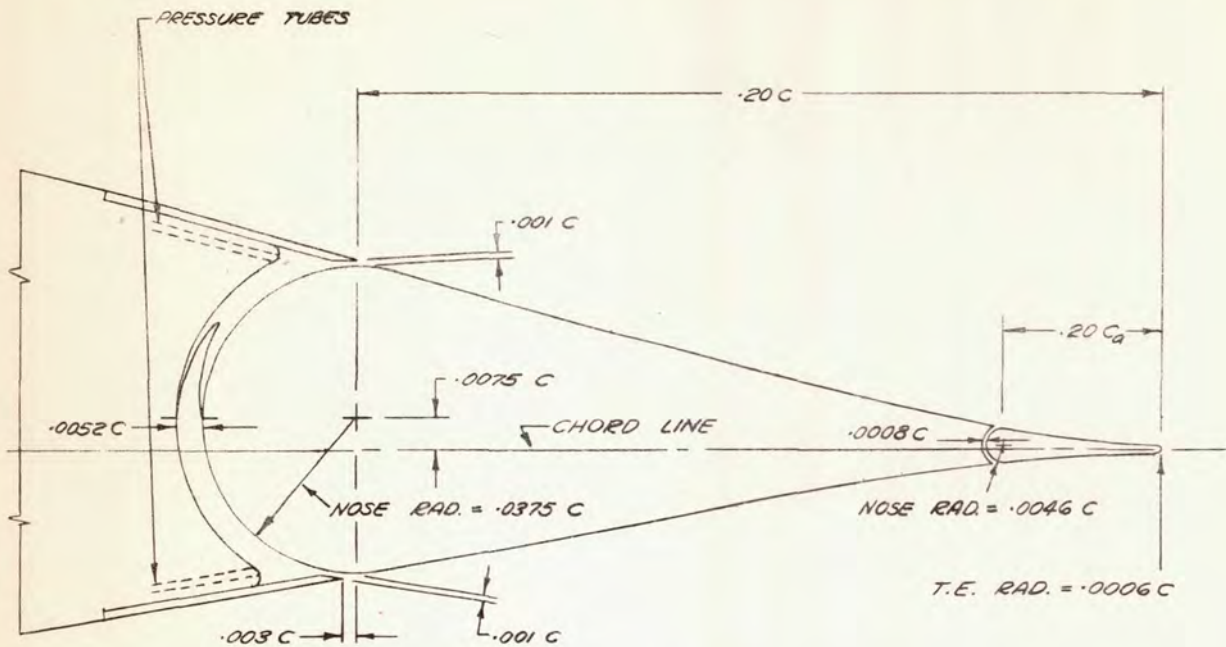 PRESSURE TUBES
.20 C
.001 C
.20 Ca
.0075 C
.0052 C
CHORD LINE
.0008 C
NOSE RAD. = .0375 C
NOSE RAD. = .0046 C
T.E. RAD. = .0006 C
.003 C
.001 C